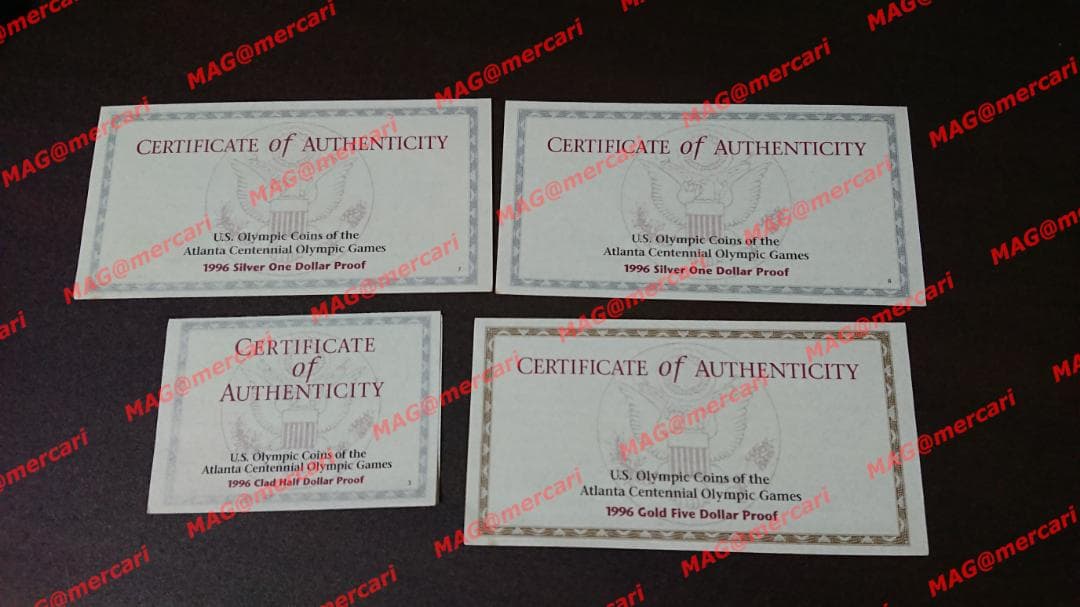 CERTIFICATE of AUTHENTICITY
U.S. Olympic Coins of the
Atlanta Centennial Olympic Games
1996 Silver One Dollar Proof
7
CERTIFICATE of AUTHENTICITY
U.S. Olympic Coins of the
Atlanta Centennial Olympic Games
1996 Silver One Dollar Proof
CERTIFICATE
of
AUTHENTICITY
U.S. Olympic Coins of the
Atlanta Centennial Olympic Games
1996 Clad Half Dollar Proof
3
CERTIFICATE of AUTHENTICITY
U.S. Olympic Coins of the
Atlanta Centennial Olympic Games
1996 Gold Five Dollar Proof
MAG@mercari